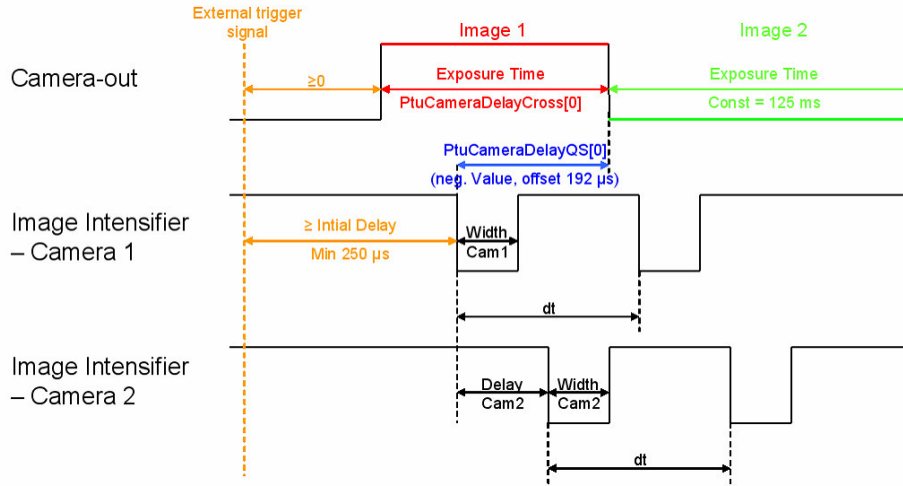 External trigger
signal
Image 1
Image 2
Camera-out
≥0
Exposure Time
PtuCameraDelayCross[0]
Exposure Time
Const = 125 ms
PtuCameraDelayQS[0]
(neg. Value, offset 192 µs)
Image Intensifier
– Camera 1
≥ Intial Delay
Min 250 µs
Width
Cam1
dt
Image Intensifier
– Camera 2
Delay
Cam2
Width
Cam2
dt